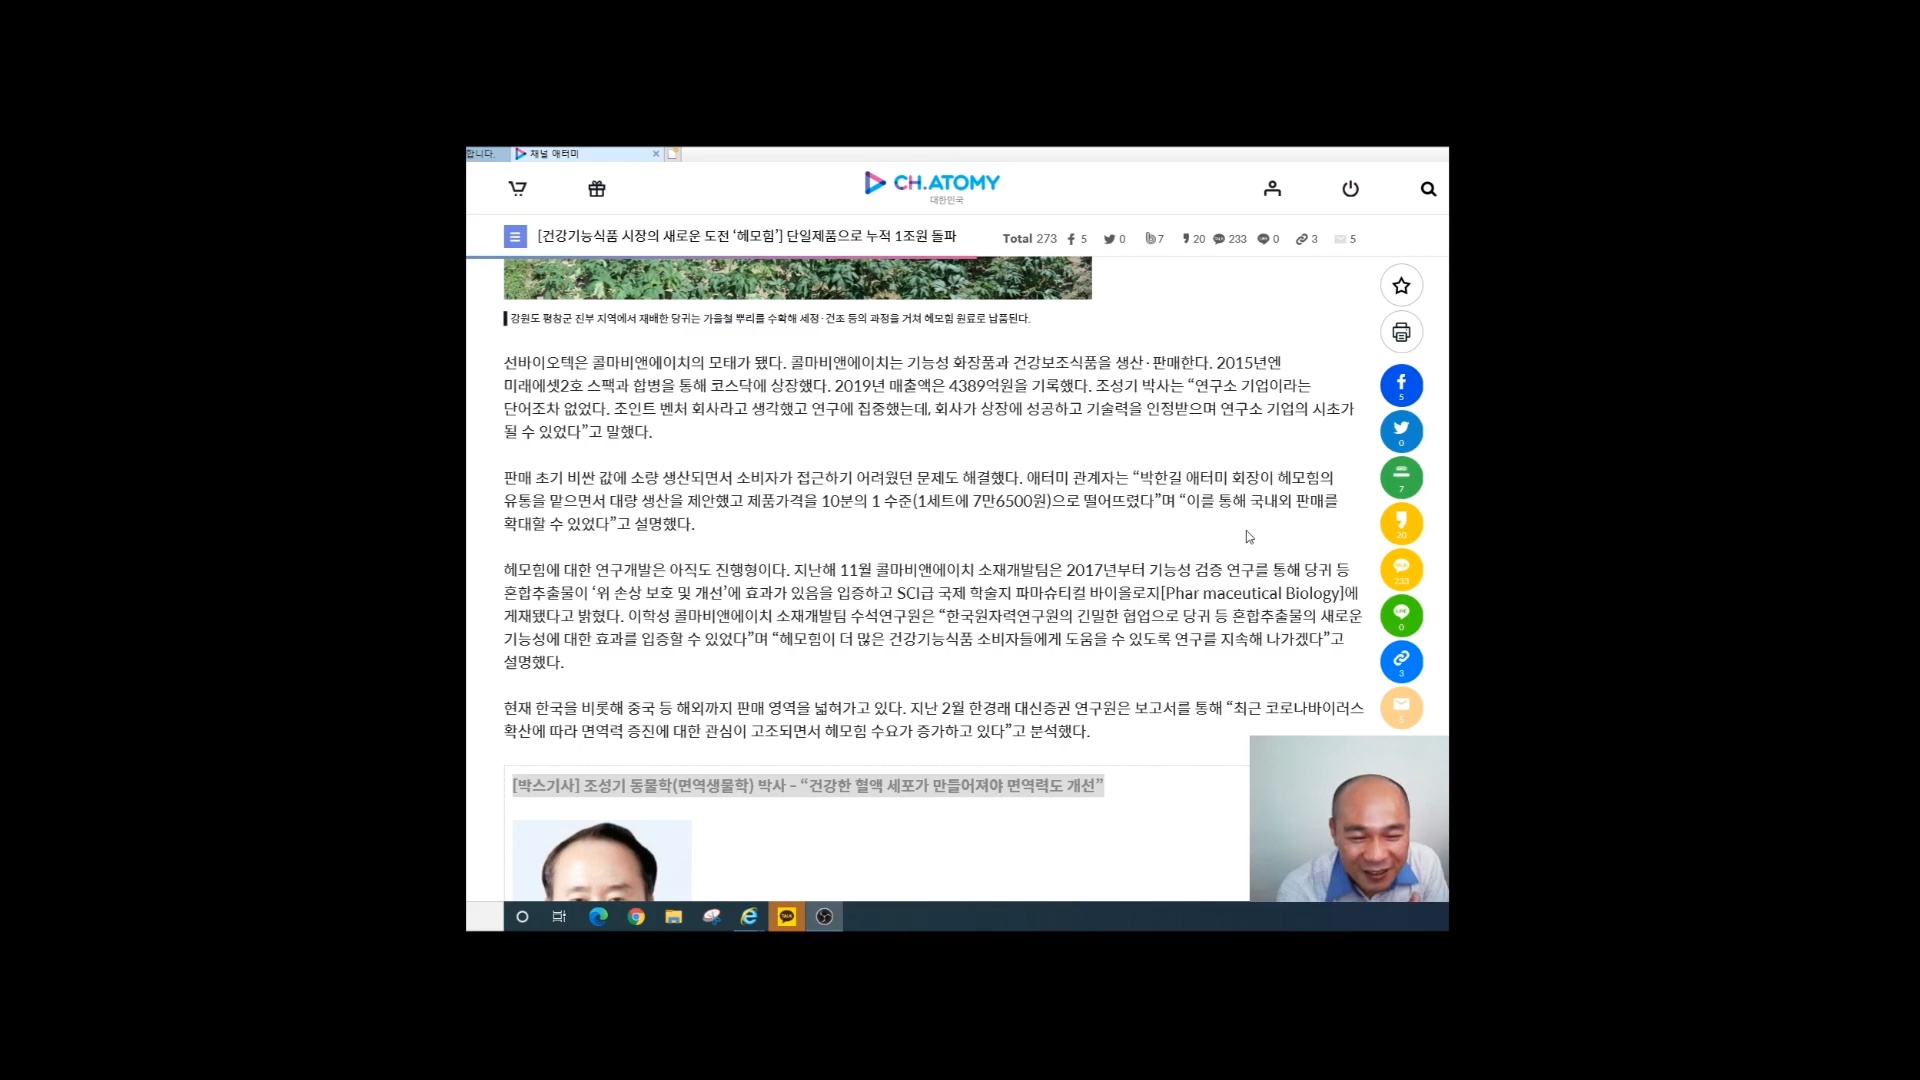 합니다.
채널 애터미
CH.ATOMY
대한민국
[건강기능식품 시장의 새로운 도전 ‘헤모힘’] 단일제품으로 누적 1조원 돌파
Total 273 5 0 7 20 233 0 3 5
강원도 평창군 진부 지역에서 재배한 당귀는 가을철 뿌리를 수확해 세정·건조 등의 과정을 거쳐 헤모힘 원료로 납품된다.
선바이오텍은 콜마비앤에이치의 모태가 됐다. 콜마비앤에이치는 기능성 화장품과 건강보조식품을 생산·판매한다. 2015년엔
미래에셋2호 스팩과 합병을 통해 코스닥에 상장했다. 2019년 매출액은 4389억원을 기록했다. 조성기 박사는 “연구소 기업이라는
단어조차 없었다. 조인트 벤처 회사라고 생각했고 연구에 집중했는데, 회사가 상장에 성공하고 기술력을 인정받으며 연구소 기업의 시초가
될 수 있었다”고 말했다.
판매 초기 비싼 값에 소량 생산되면서 소비자가 접근하기 어려웠던 문제도 해결했다. 애터미 관계자는 “박한길 애터미 회장이 헤모힘의
유통을 맡으면서 대량 생산을 제안했고 제품가격을 10분의 1 수준(1세트에 7만6500원)으로 떨어뜨렸다”며 “이를 통해 국내외 판매를
확대할 수 있었다”고 설명했다.
헤모힘에 대한 연구개발은 아직도 진행형이다. 지난해 11월 콜마비앤에이치 소재개발팀은 2017년부터 기능성 검증 연구를 통해 당귀 등
혼합추출물이 ‘위 손상 보호 및 개선’에 효과가 있음을 입증하고 SCI급 국제 학술지 파마슈티컬 바이올로지[Phar maceutical Biology]에
게재됐다고 밝혔다. 이학성 콜마비앤에이치 소재개발팀 수석연구원은 “한국원자력연구원의 긴밀한 협업으로 당귀 등 혼합추출물의 새로운
기능성에 대한 효과를 입증할 수 있었다”며 “헤모힘이 더 많은 건강기능식품 소비자들에게 도움을 수 있도록 연구를 지속해 나가겠다”고
설명했다.
현재 한국을 비롯해 중국 등 해외까지 판매 영역을 넓혀가고 있다. 지난 2월 한경래 대신증권 연구원은 보고서를 통해 “최근 코로나바이러스
확산에 따라 면역력 증진에 대한 관심이 고조되면서 헤모힘 수요가 증가하고 있다”고 분석했다.
[박스기사] 조성기 동물학(면역생물학) 박사 - “건강한 혈액 세포가 만들어져야 면역력도 개선”
5
0
7
20
233
0
3
5